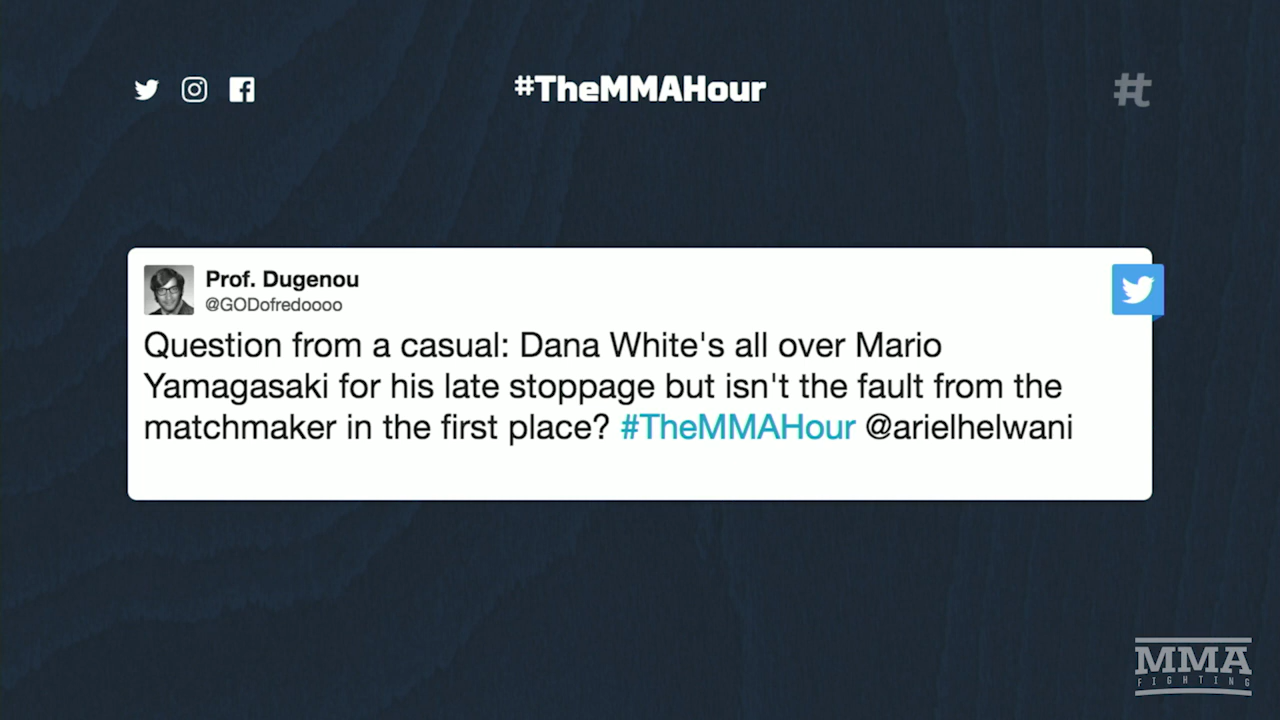 #TheMMAHour
Prof. Dugenou
@GODofredoooo
Question from a casual: Dana White's all over Mario
Yamagasaki for his late stoppage but isn't the fault from the
matchmaker in the first place? #TheMMAHour @arielhelwani
MMA
FIGHTING